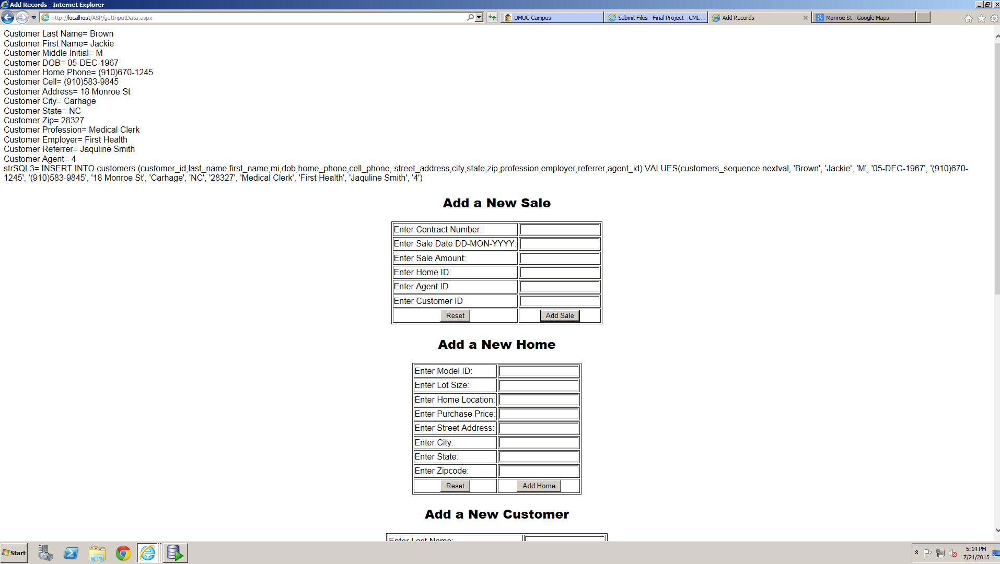 Add Records - Internet Explorer
http://localhost/ASP/getInputData.aspx
UMUC Campus
Submit Files - Final Project - CMI...
Add Records
Monroe St - Google Maps
Customer Last Name= Brown
Customer First Name= Jackie
Customer Middle Initial= M
Customer DOB= 05-DEC-1967
Customer Home Phone= (910)670-1245
Customer Cell= (910)583-9845
Customer Address= 18 Monroe St
Customer City= Carhage
Customer State= NC
Customer Zip= 28327
Customer Profession= Medical Clerk
Customer Employer= First Health
Customer Referrer= Jaquline Smith
Customer Agent= 4
strSQL3= INSERT INTO customers (customer_id,last_name,first_name,mi,dob,home_phone,cell_phone, street_address,city,state,zip,profession,employer,referrer,agent_id) VALUES(customers_sequence.nextval, 'Brown', 'Jackie', 'M', '05-DEC-1967', '(910)670-
1245', '(910)583-9845', '18 Monroe St', 'Carhage', 'NC', '28327', 'Medical Clerk', 'First Health', 'Jaquline Smith', '4')
Add a New Sale
Enter Contract Number:
Enter Sale Date DD-MON-YYYY:
Enter Sale Amount:
Enter Home ID:
Enter Agent ID
Enter Customer ID
Reset Add Sale
Add a New Home
Enter Model ID:
Enter Lot Size:
Enter Home Location:
Enter Purchase Price:
Enter Street Address:
Enter City:
Enter State:
Enter Zipcode:
Reset Add Home
Add a New Customer
Enter Last Name:
Start
5:14 PM
7/21/2015